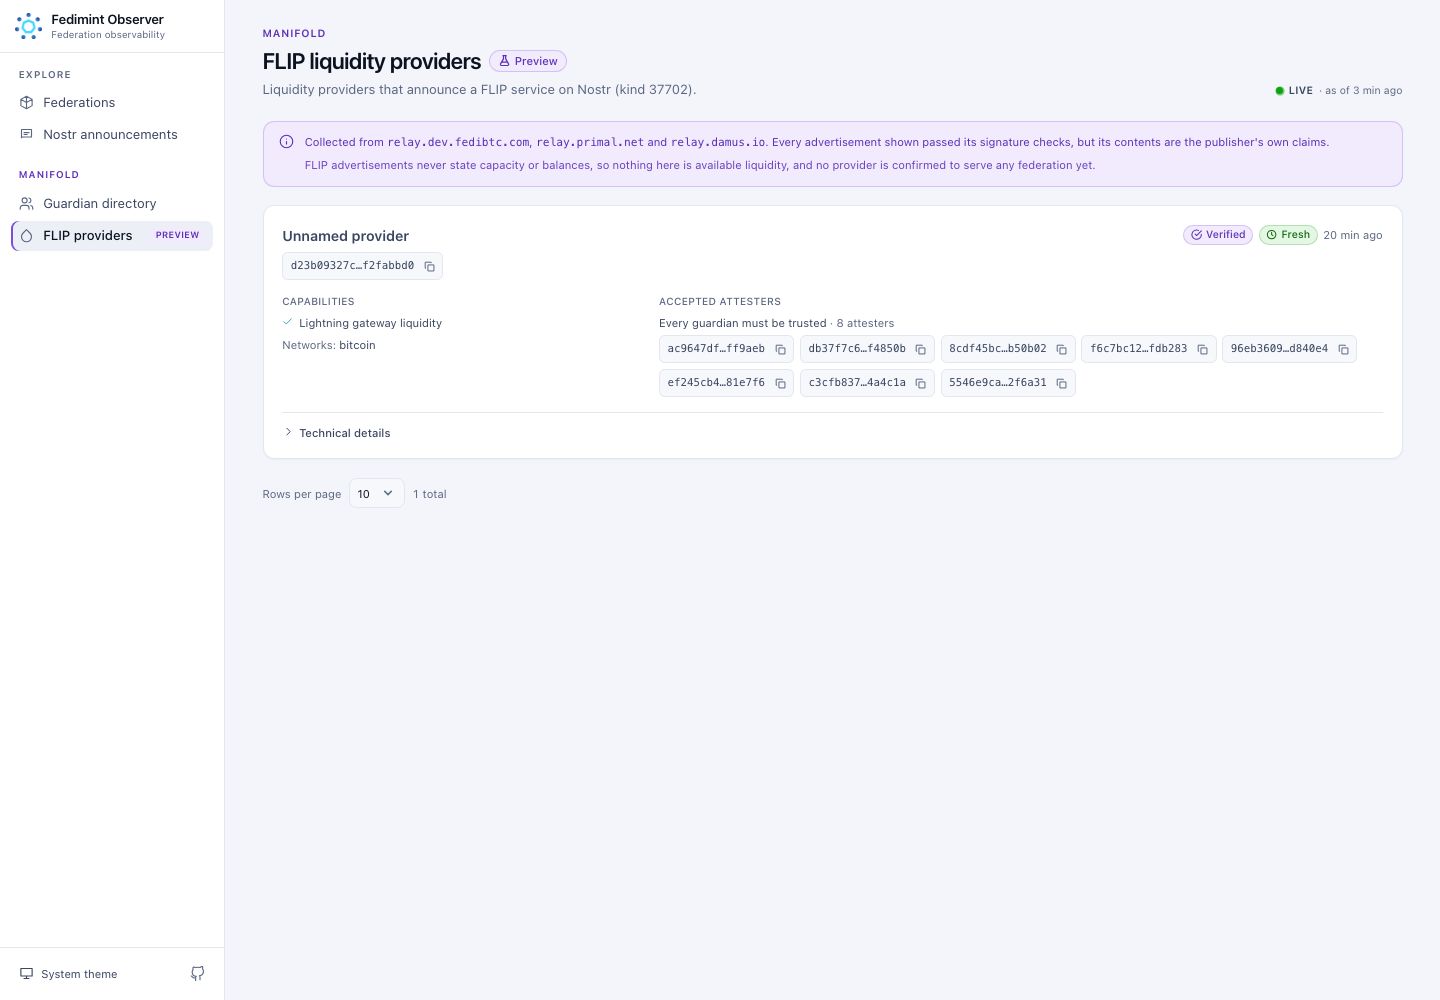 Fedimint Observer
Federation observability
EXPLORE
Federations
Nostr announcements
MANIFOLD
Guardian directory
FLIP providers PREVIEW
System theme
MANIFOLD
FLIP liquidity providers Preview
Liquidity providers that announce a FLIP service on Nostr (kind 37702).
LIVE · as of 3 min ago
Collected from relay.dev.fedibtc.com, relay.primal.net and relay.damus.io. Every advertisement shown passed its signature checks, but its contents are the publisher's own claims.
FLIP advertisements never state capacity or balances, so nothing here is available liquidity, and no provider is confirmed to serve any federation yet.
Unnamed provider
Verified Fresh 20 min ago
d23b09327c…f2fabbd0
CAPABILITIES
Lightning gateway liquidity
Networks: bitcoin
ACCEPTED ATTESTERS
Every guardian must be trusted · 8 attesters
ac9647df…ff9aeb db37f7c6…f4850b 8cdf45bc…b50b02 f6c7bc12…fdb283 96eb3609…d840e4
ef245cb4…81e7f6 c3cfb837…4a4c1a 5546e9ca…2f6a31
Technical details
Rows per page 10 1 total